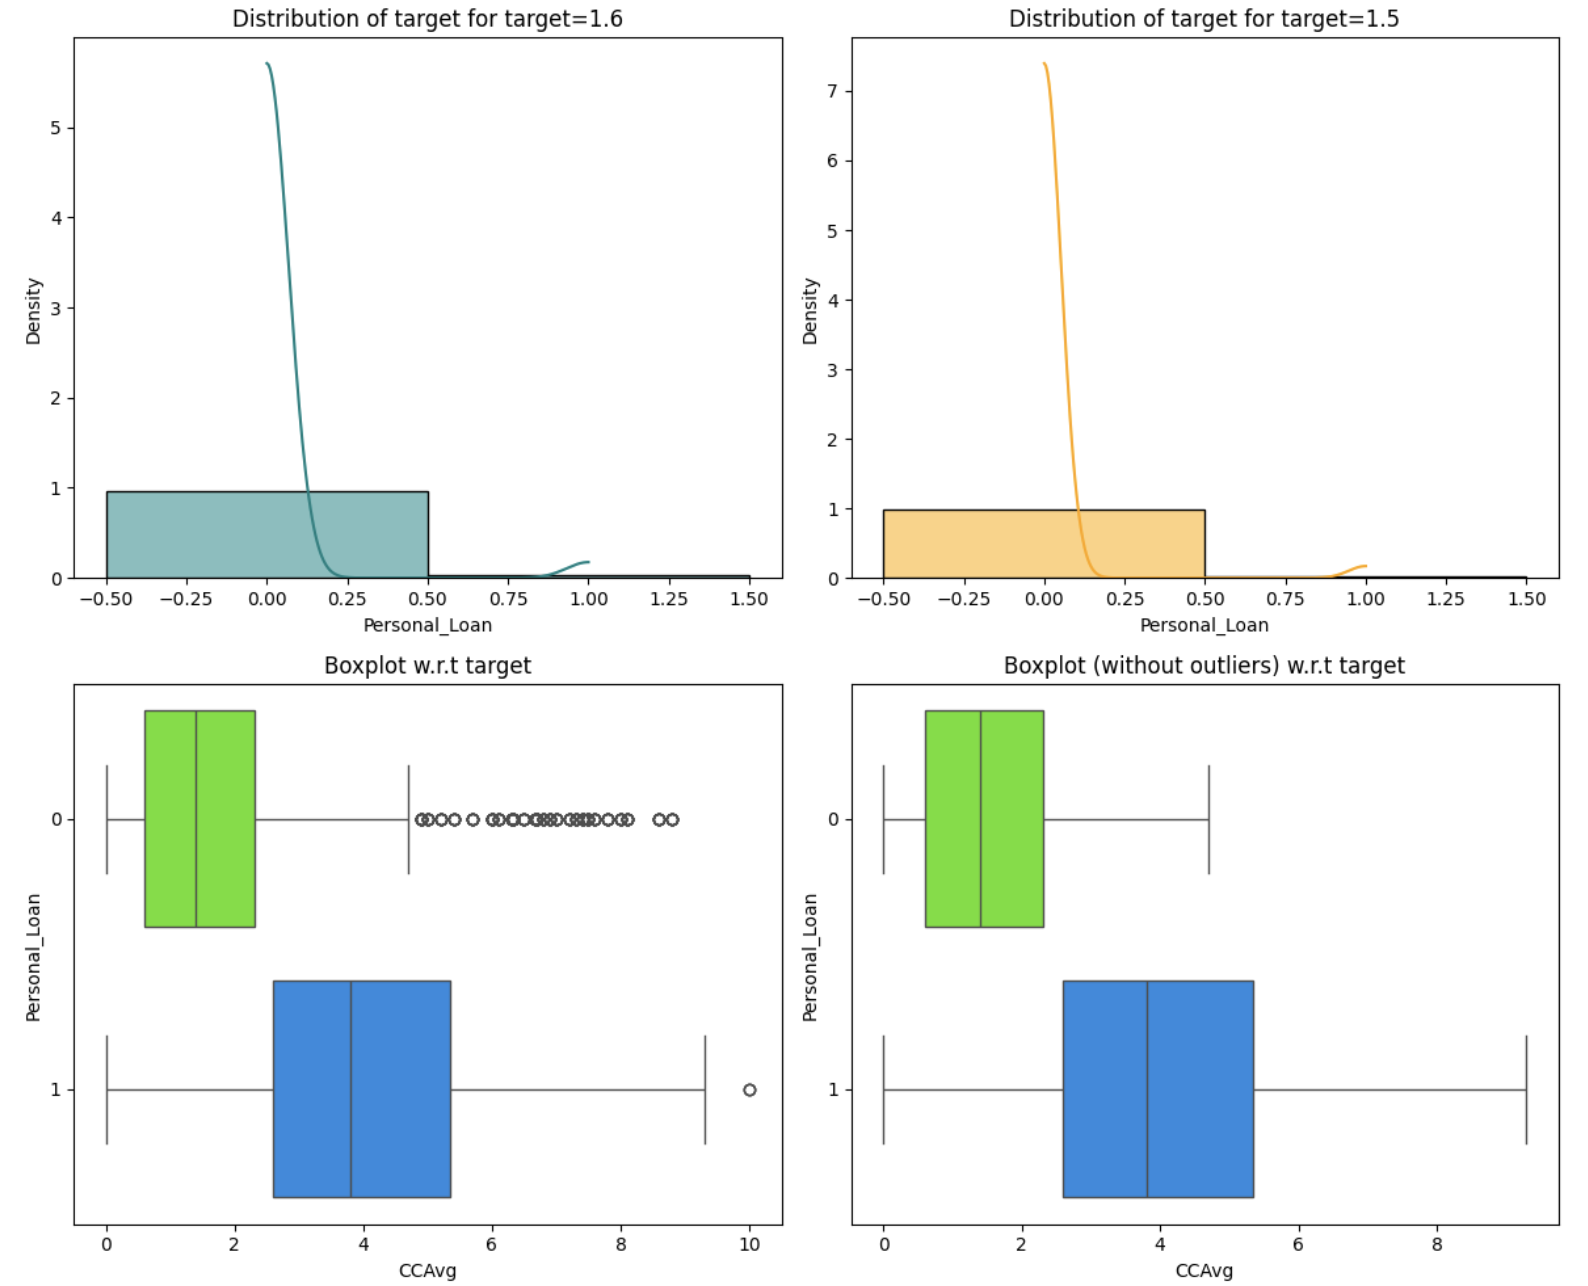 Distribution of target for target=1.6
Distribution of target for target=1.5
5
4
3
2
1
0
Density
−0.50 −0.25 0.00 0.25 0.50 0.75 1.00 1.25 1.50
Personal_Loan
7
6
5
4
3
2
1
0
Density
−0.50 −0.25 0.00 0.25 0.50 0.75 1.00 1.25 1.50
Personal_Loan
Boxplot w.r.t target
Boxplot (without outliers) w.r.t target
0
1
Personal_Loan
0 2 4 6 8 10
CCAvg
0
1
Personal_Loan
0 2 4 6 8
CCAvg